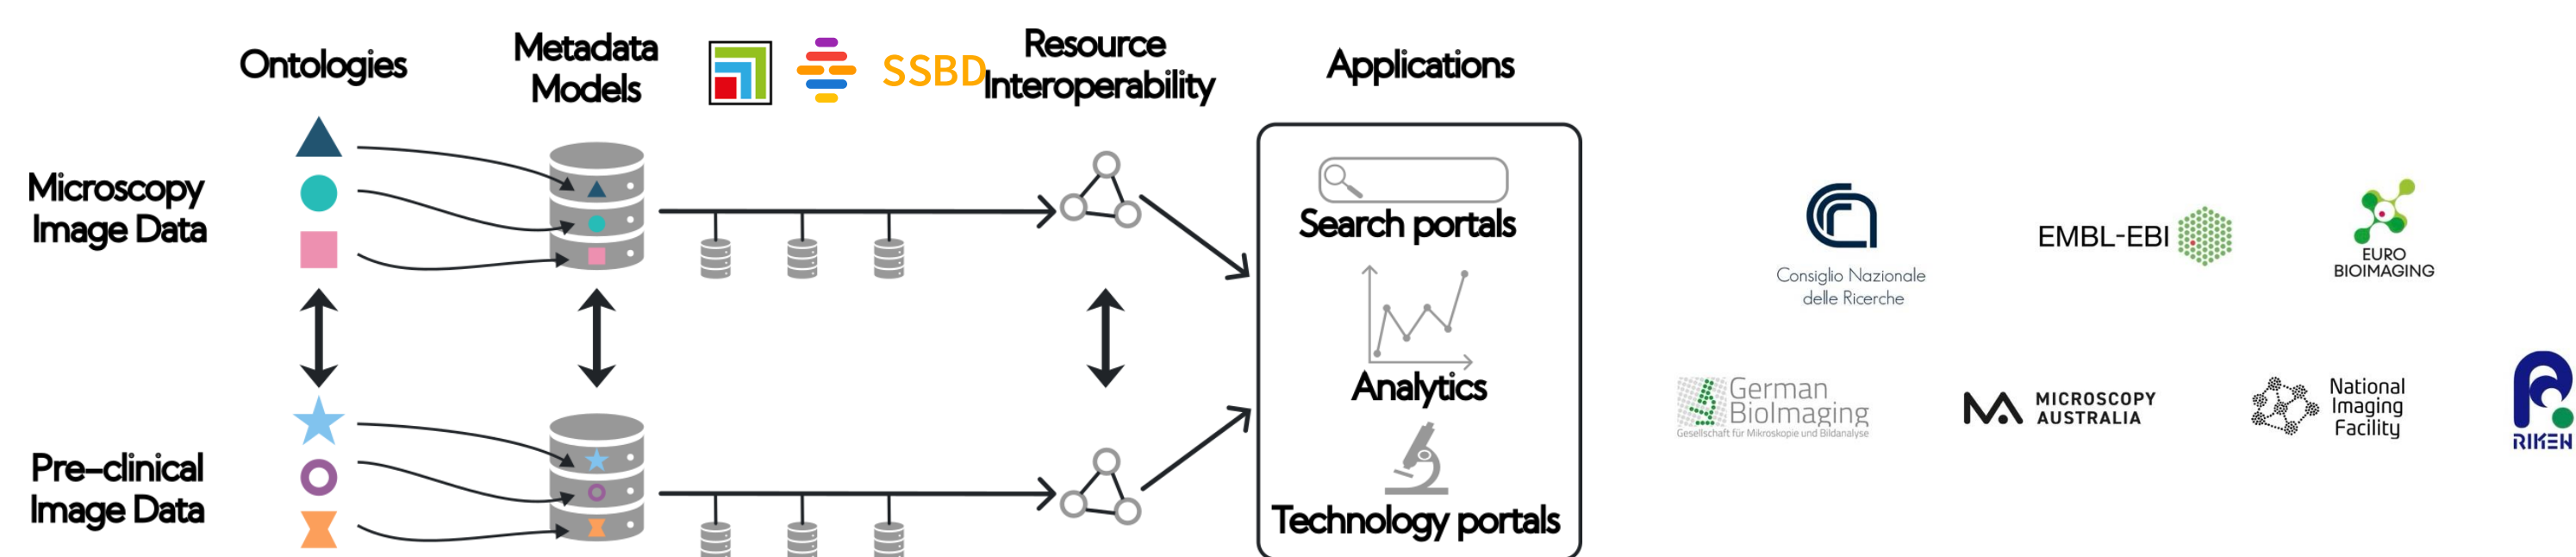 Ontologies
Metadata
Models
SSBD
Resource
Interoperability
Applications
Microscopy
Image Data
Search portals
Analytics
Technology portals
Pre-clinical
Image Data
Consiglio Nazionale
delle Ricerche
EMBL-EBI
EURO
BIOIMAGING
German
BioImaging
Gesellschaft für Mikroskopie und Bildanalyse
MICROSCOPY
AUSTRALIA
National
Imaging
Facility
RIKEN